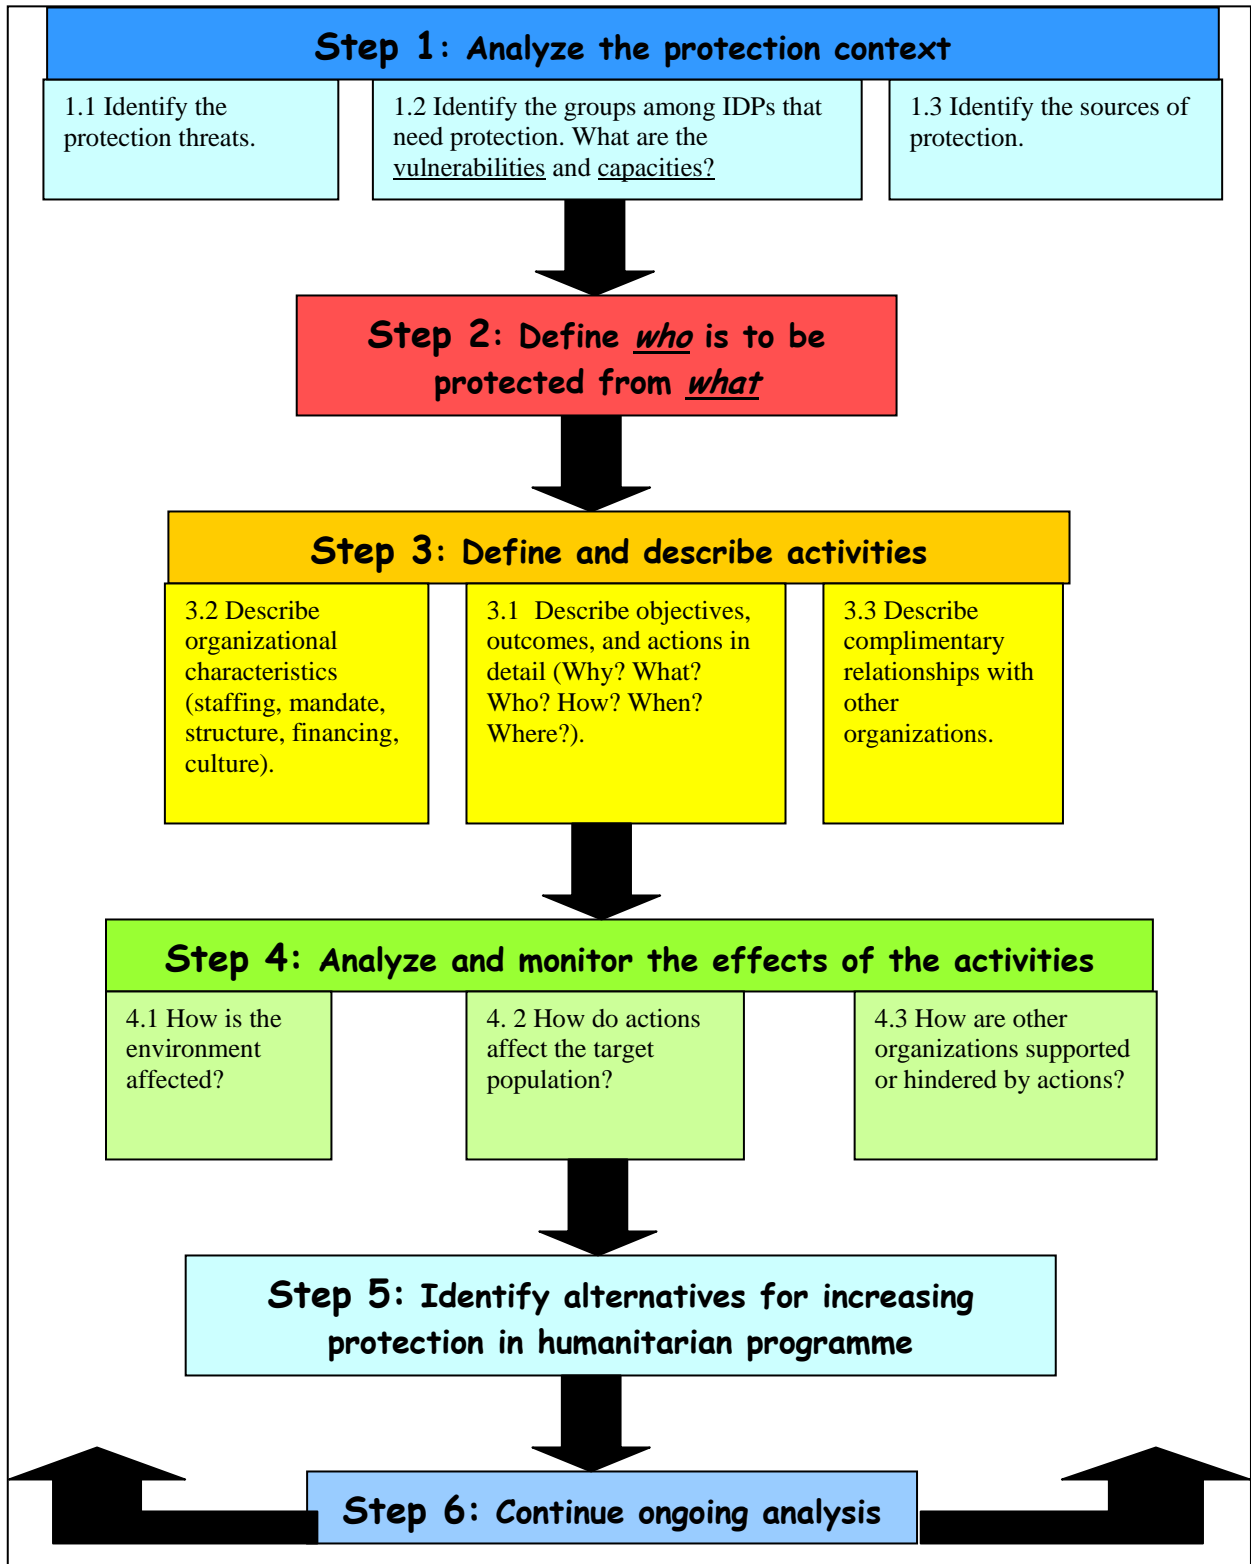 Step 1: Analyze the protection context
1.1 Identify the
protection threats.
1.2 Identify the groups among IDPs that
need protection. What are the
vulnerabilities and capacities?
1.3 Identify the sources of
protection.
Step 2: Define who is to be
protected from what
Step 3: Define and describe activities
3.2 Describe
organizational
characteristics
(staffing, mandate,
structure, financing,
culture).
3.1 Describe objectives,
outcomes, and actions in
detail (Why? What?
Who? How? When?
Where?).
3.3 Describe
complimentary
relationships with
other
organizations.
Step 4: Analyze and monitor the effects of the activities
4.1 How is the
environment
affected?
4. 2 How do actions
affect the target
population?
4.3 How are other
organizations supported
or hindered by actions?
Step 5: Identify alternatives for increasing
protection in humanitarian programme
Step 6: Continue ongoing analysis